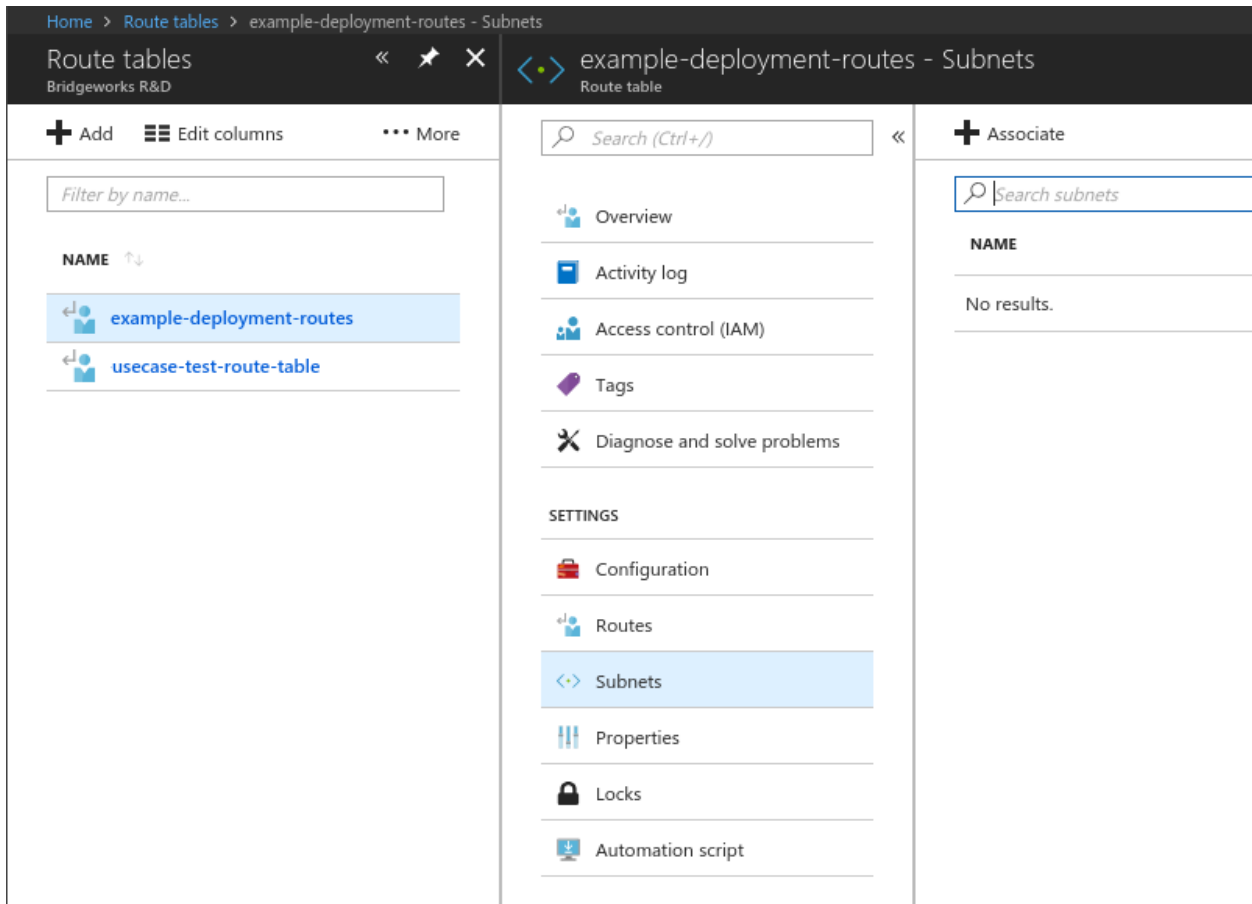 Home > Route tables > example-deployment-routes - Subnets
Route tables
Bridgeworks R&D
Add
Edit columns
More
Filter by name...
NAME
example-deployment-routes
usecase-test-route-table
example-deployment-routes - Subnets
Route table
Search (Ctrl+/)
Overview
Activity log
Access control (IAM)
Tags
Diagnose and solve problems
SETTINGS
Configuration
Routes
Subnets
Properties
Locks
Automation script
Associate
Search subnets
NAME
No results.